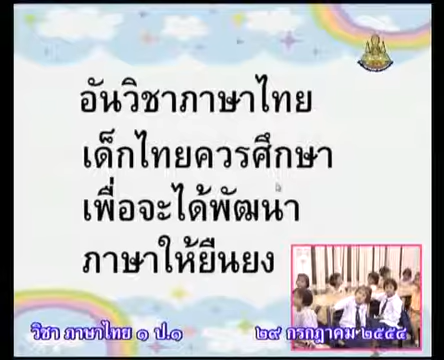 อันวิชาภาษาไทย
เด็กไทยควรศึกษา
เพื่อจะได้พัฒนา
ภาษาให้ยืนยง
วิชา ภาษาไทย ๑ ป.๑
๒๙ กรกฎาคม ๒๕๕๔